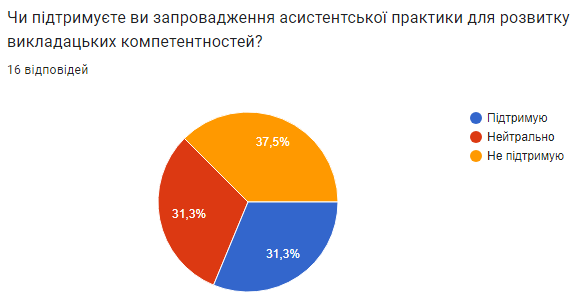 Чи підтримуєте ви запровадження асистентської практики для розвитку
викладацьких компетентностей?
16 відповідей
Підтримую
Нейтрально
Не підтримую
37,5%
31,3%
31,3%